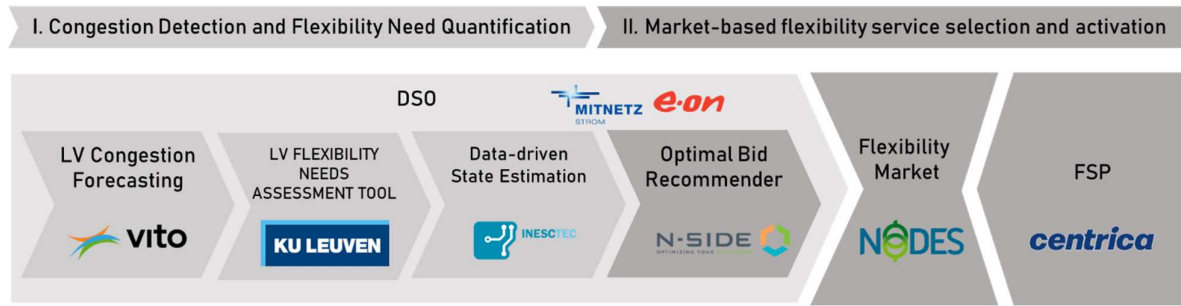 I. Congestion Detection and Flexibility Need Quantification
II. Market-based flexibility service selection and activation
DSO
MITNETZ
STROM
e·on
LV Congestion
Forecasting
vito
LV FLEXIBILITY
NEEDS
ASSESSMENT TOOL
KU LEUVEN
Data-driven
State Estimation
INESCTEC
Optimal Bid
Recommender
N-SIDE
OPTIMIZING YOUR
Flexibility
Market
NODES
FSP
centrica